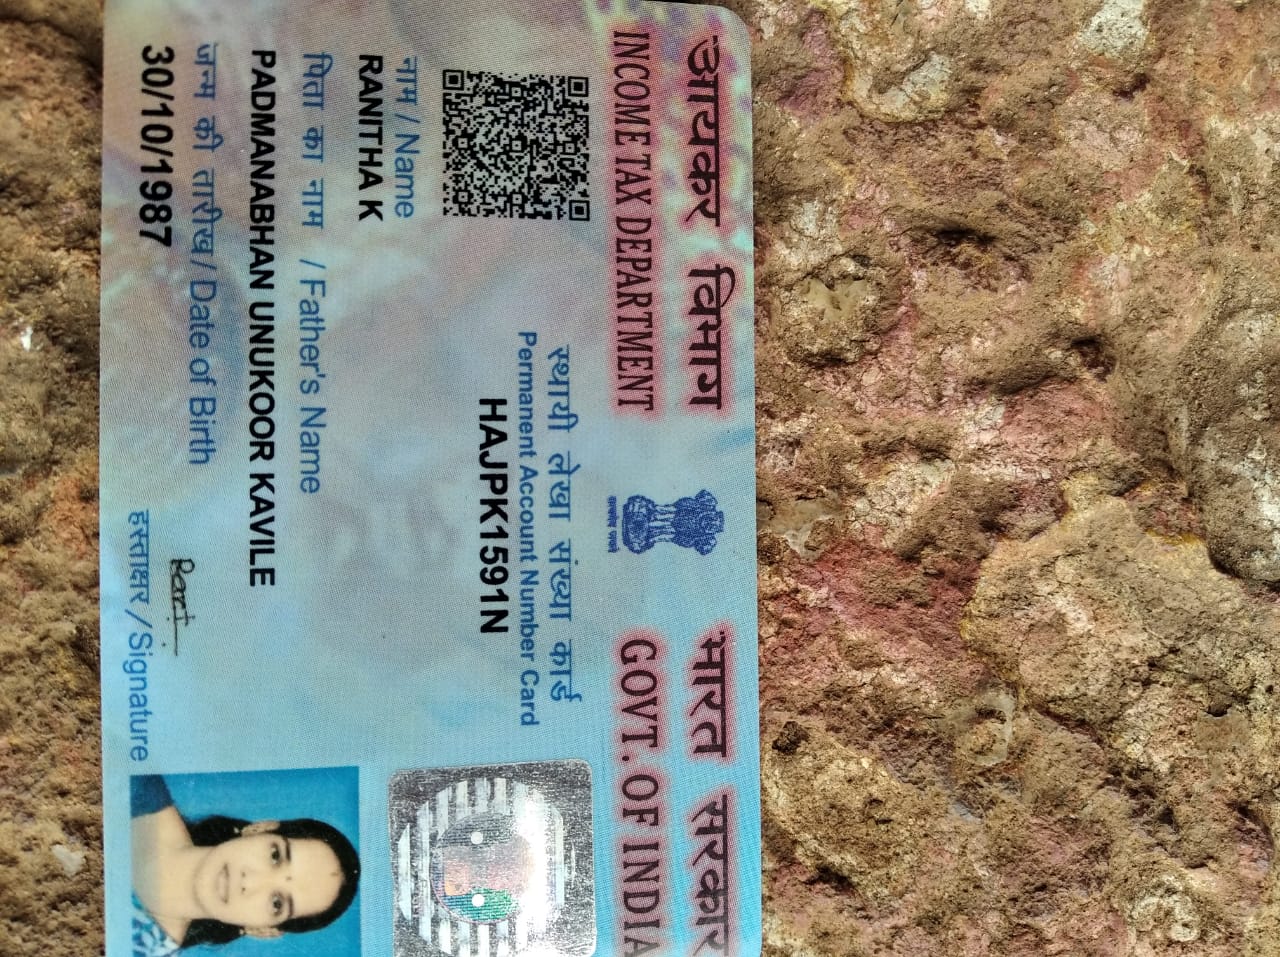 आयकर विभाग भारत सरकार
INCOME TAX DEPARTMENT GOVT. OF INDIA
सत्यमेव जयते
स्थायी लेखा संख्या कार्ड
Permanent Account Number Card
HAJPK1591N
नाम / Name
RANITHA K
पिता का नाम / Father's Name
PADMANABHAN UNUKOOR KAVILE
जन्म की तारीख / Date of Birth
30/10/1987
हस्ताक्षर / Signature